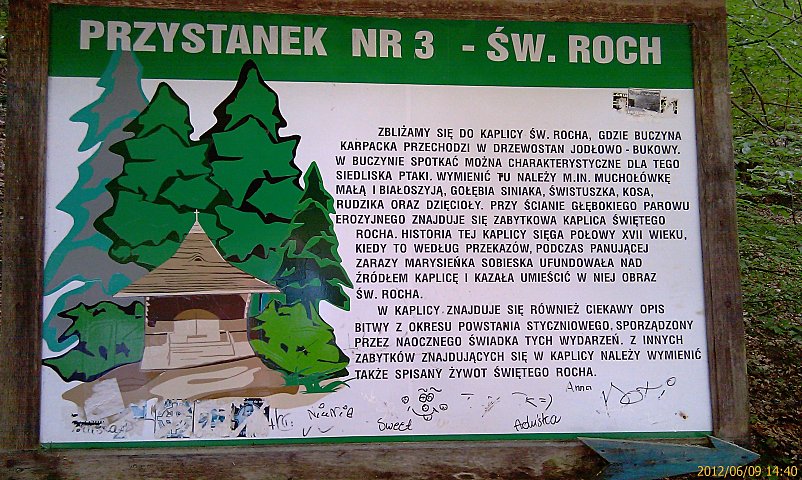 PRZYSTANEK NR 3 - ŚW. ROCH
ZBLIŻAMY SIĘ DO KAPLICY ŚW. ROCHA, GDZIE BUCZYNA
KARPACKA PRZECHODZI W DRZEWOSTAN JODŁOWO - BUKOWY.
W BUCZYNIE SPOTKAĆ MOŻNA CHARAKTERYSTYCZNE DLA TEGO
SIEDLISKA PTAKI. WYMIENIĆ TU NALEŻY M.IN. MUCHOŁÓWKĘ
MAŁĄ I BIAŁOSZYJĄ, GOŁĘBIA SINIAKA, ŚWISTUSZKA, KOSA,
RUDZIKA ORAZ DZIĘCIOŁY. PRZY ŚCIANIE GŁĘBOKIEGO PAROWU
EROZYJNEGO ZNAJDUJE SIĘ ZABYTKOWA KAPLICA ŚWIĘTEGO
ROCHA. HISTORIA TEJ KAPLICY SIĘGA POŁOWY XVII WIEKU,
KIEDY TO WEDŁUG PRZEKAZÓW, PODCZAS PANUJĄCEJ
ZARAZY MARYSIEŃKA SOBIESKA UFUNDOWAŁA NAD
ŹRÓDŁEM KAPLICĘ I KAZAŁA UMIEŚCIĆ W NIEJ OBRAZ
ŚW. ROCHA.
W KAPLICY ZNAJDUJE SIĘ RÓWNIEŻ CIEKAWY OPIS
BITWY Z OKRESU POWSTANIA STYCZNIOWEGO, SPORZĄDZONY
PRZEZ NAOCZNEGO ŚWIADKA TYCH WYDARZEŃ. Z INNYCH
ZABYTKÓW ZNAJDUJĄCYCH SIĘ W KAPLICY NALEŻY WYMIENIĆ
TAKŻE SPISANY ŻYWOT ŚWIĘTEGO ROCHA.
Anna
Sweet
Aduśka
2012/06/09 14:40